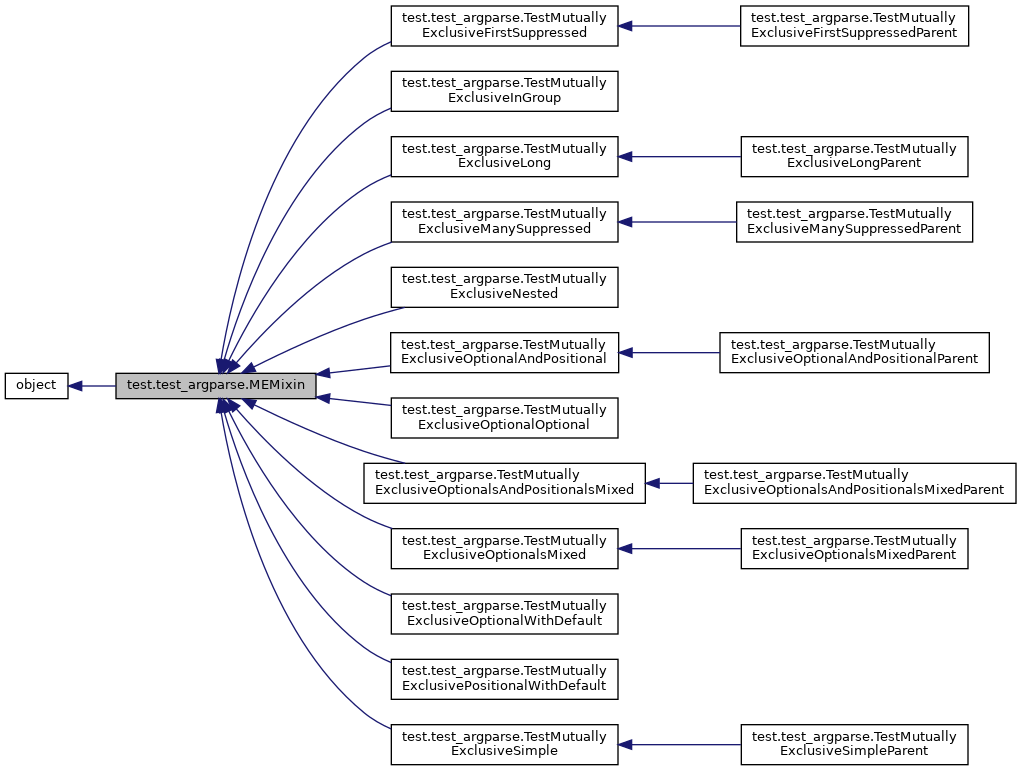 test.test_argparse.TestMutually
ExclusiveFirstSuppressed
test.test_argparse.TestMutually
ExclusiveFirstSuppressedParent
test.test_argparse.TestMutually
ExclusiveInGroup
test.test_argparse.TestMutually
ExclusiveLong
test.test_argparse.TestMutually
ExclusiveLongParent
test.test_argparse.TestMutually
ExclusiveManySuppressed
test.test_argparse.TestMutually
ExclusiveManySuppressedParent
test.test_argparse.TestMutually
ExclusiveNested
test.test_argparse.TestMutually
ExclusiveOptionalAndPositional
test.test_argparse.TestMutually
ExclusiveOptionalAndPositionalParent
object
test.test_argparse.MEMixin
test.test_argparse.TestMutually
ExclusiveOptionalOptional
test.test_argparse.TestMutually
ExclusiveOptionalsAndPositionalsMixed
test.test_argparse.TestMutually
ExclusiveOptionalsAndPositionalsMixedParent
test.test_argparse.TestMutually
ExclusiveOptionalsMixed
test.test_argparse.TestMutually
ExclusiveOptionalsMixedParent
test.test_argparse.TestMutually
ExclusiveOptionalWithDefault
test.test_argparse.TestMutually
ExclusivePositionalWithDefault
test.test_argparse.TestMutually
ExclusiveSimple
test.test_argparse.TestMutually
ExclusiveSimpleParent